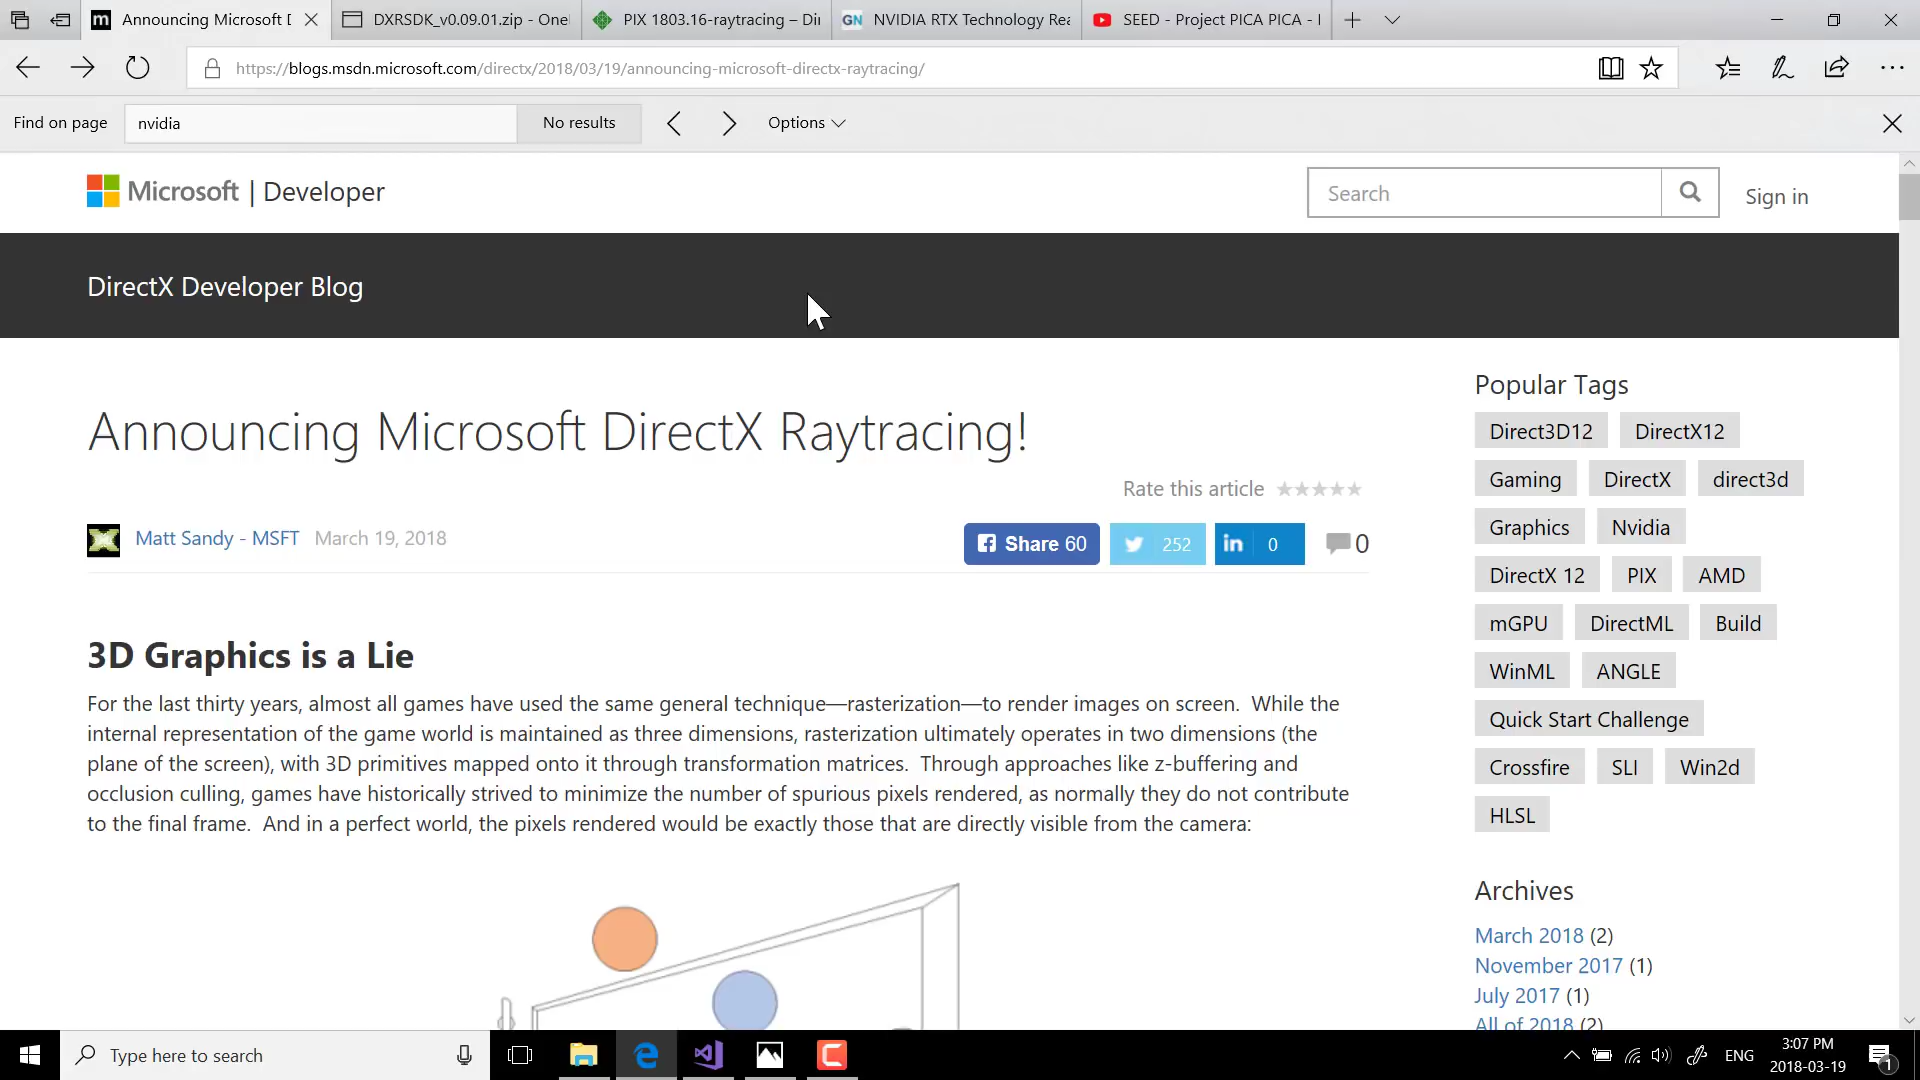 Announcing Microsoft D
DXRSDK_v0.09.01.zip - One
PIX 1803.16-raytracing – Di
GN NVIDIA RTX Technology Rea
SEED - Project PICA PICA -
https://blogs.msdn.microsoft.com/directx/2018/03/19/announcing-microsoft-directx-raytracing/
Find on page
nvidia
No results
Options
Microsoft | Developer
Search
Sign in
DirectX Developer Blog
Announcing Microsoft DirectX Raytracing!
Rate this article
Matt Sandy - MSFT March 19, 2018
Share 60
252
in 0
0
3D Graphics is a Lie
For the last thirty years, almost all games have used the same general technique—rasterization—to render images on screen. While the
internal representation of the game world is maintained as three dimensions, rasterization ultimately operates in two dimensions (the
plane of the screen), with 3D primitives mapped onto it through transformation matrices. Through approaches like z-buffering and
occlusion culling, games have historically strived to minimize the number of spurious pixels rendered, as normally they do not contribute
to the final frame. And in a perfect world, the pixels rendered would be exactly those that are directly visible from the camera:
Popular Tags
Direct3D12 DirectX12
Gaming DirectX direct3d
Graphics Nvidia
DirectX 12 PIX AMD
mGPU DirectML Build
WinML ANGLE
Quick Start Challenge
Crossfire SLI Win2d
HLSL
Archives
March 2018 (2)
November 2017 (1)
July 2017 (1)
All of 2018 (2)
Type here to search
ENG
3:07 PM
2018-03-19
1